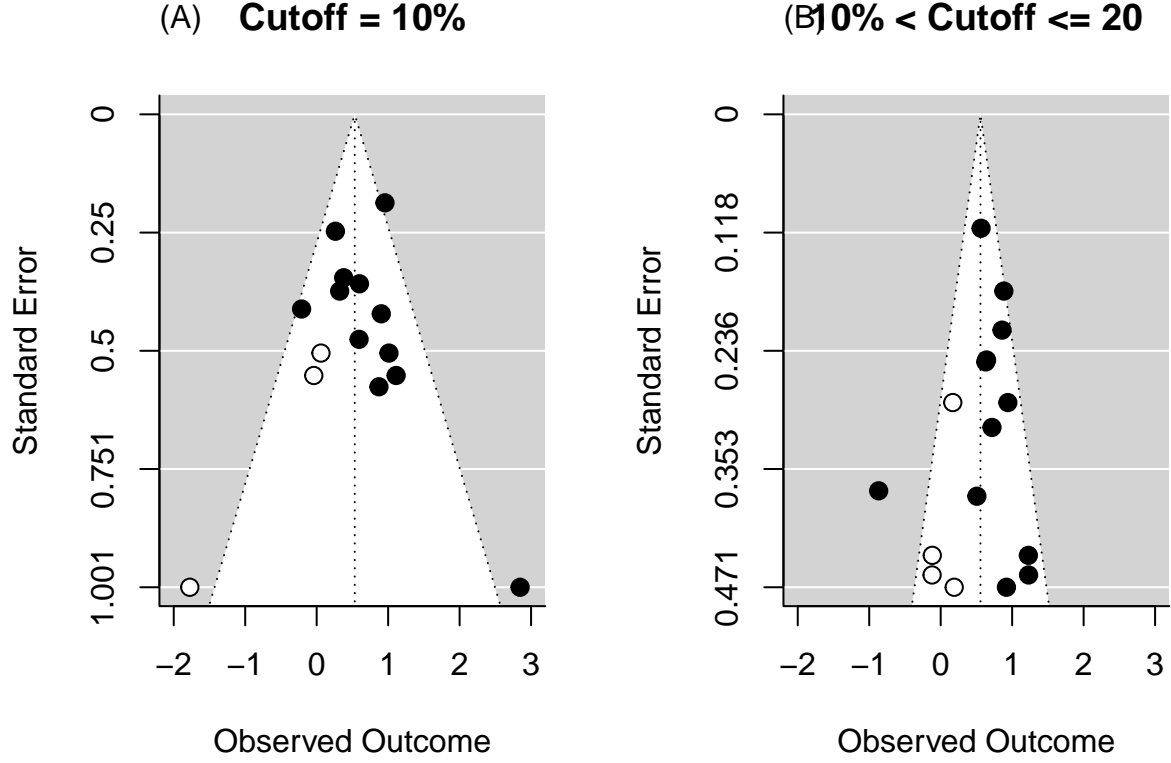 (A) Cutoff = 10%
0
0.25
0.5
0.751
1.001
Standard Error
−2 −1 0 1 2 3
Observed Outcome
(B) 10% < Cutoff <= 20
0
0.118
0.236
0.353
0.471
Standard Error
−2 −1 0 1 2 3
Observed Outcome